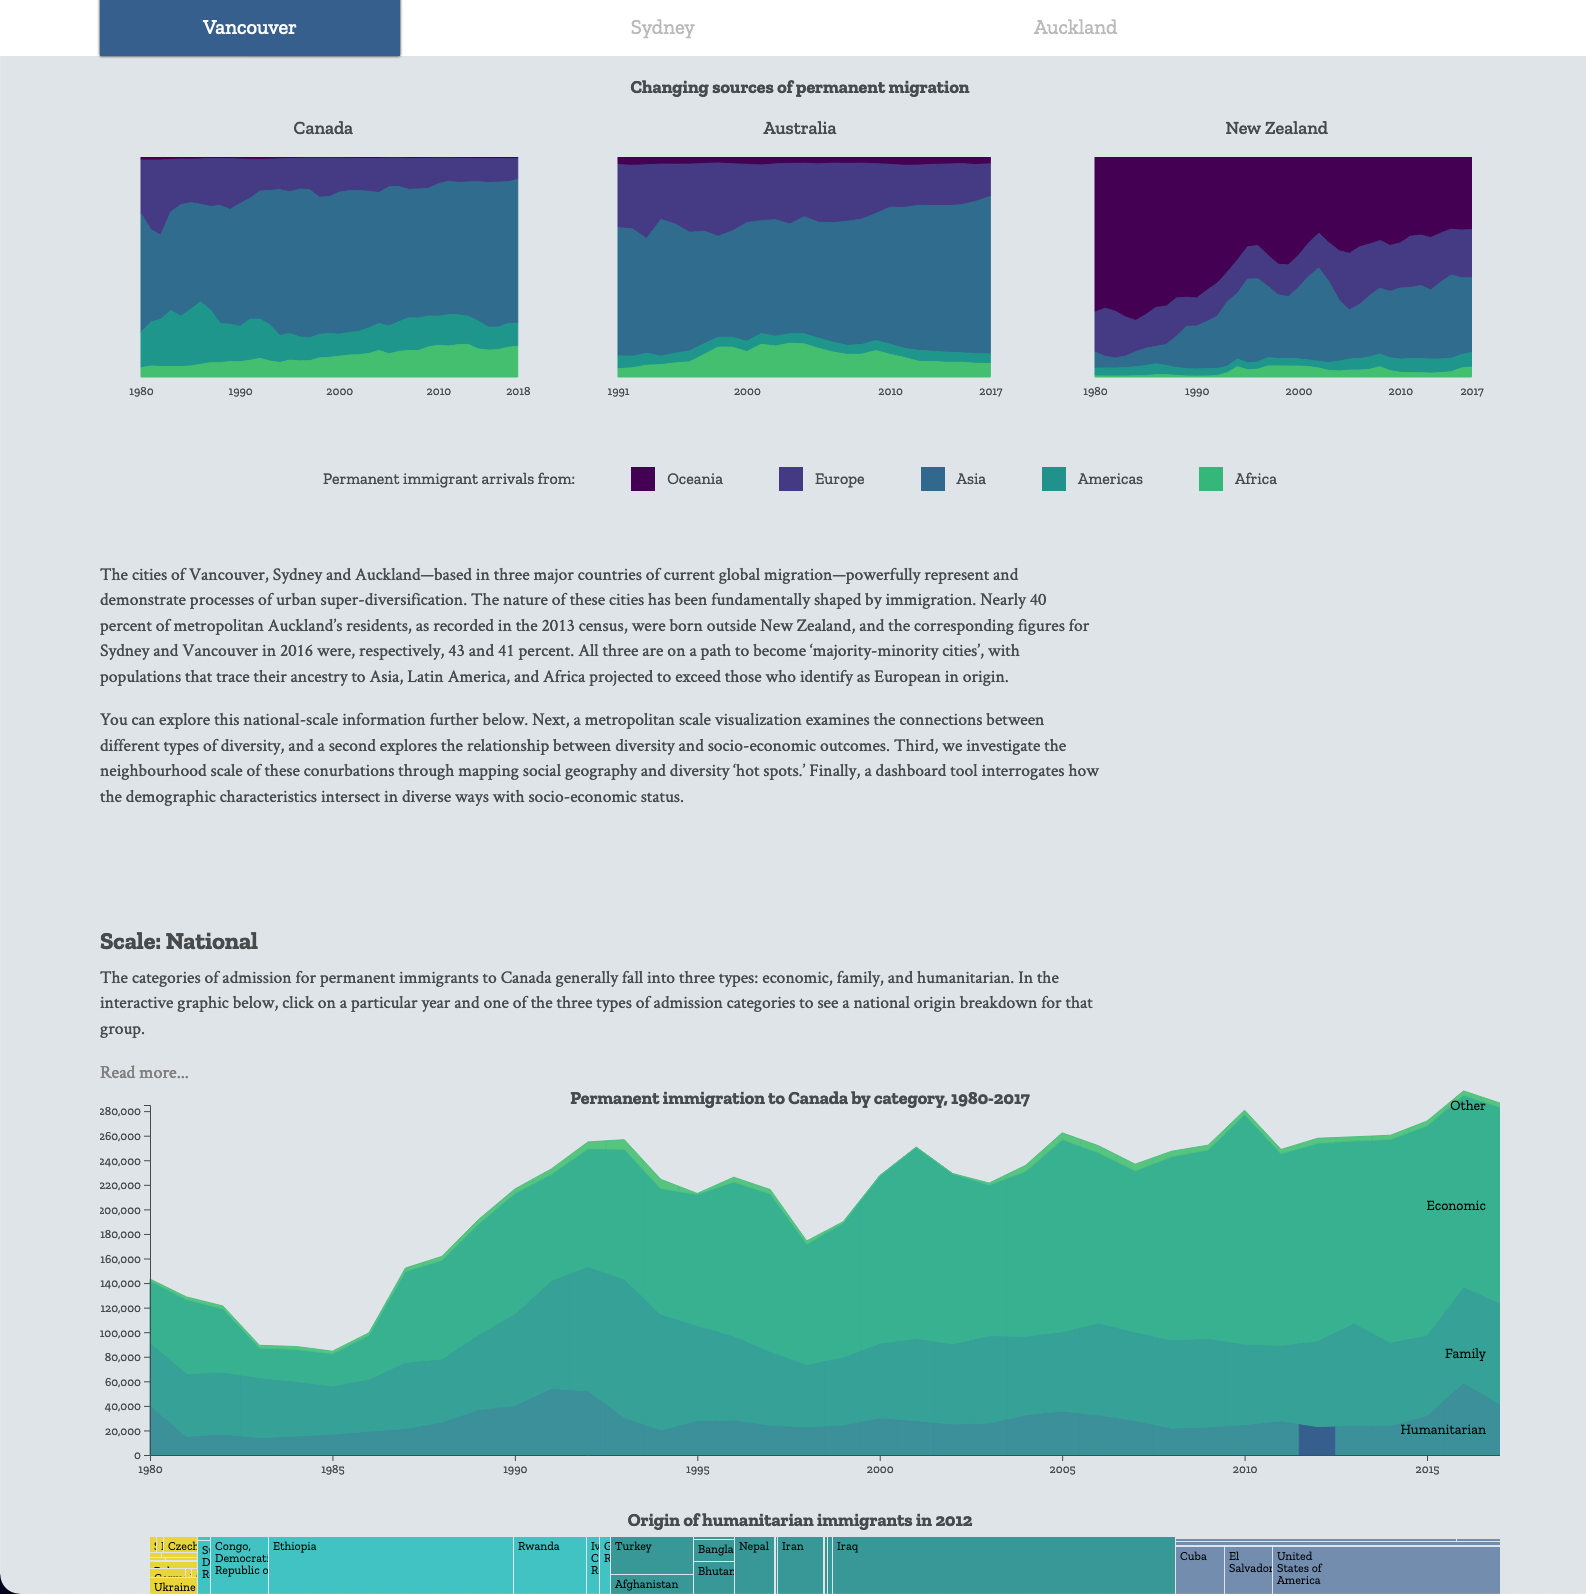 Vancouver
Sydney
Auckland
Changing sources of permanent migration
Canada
Australia
New Zealand
1980
1990
2000
2010
2018
1991
2000
2010
2017
1980
1990
2000
2010
2017
Permanent immigrant arrivals from:
Oceania
Europe
Asia
Americas
Africa
The cities of Vancouver, Sydney and Auckland—based in three major countries of current global migration—powerfully represent and
demonstrate processes of urban super-diversification. The nature of these cities has been fundamentally shaped by immigration. Nearly 40
percent of metropolitan Auckland’s residents, as recorded in the 2013 census, were born outside New Zealand, and the corresponding figures for
Sydney and Vancouver in 2016 were, respectively, 43 and 41 percent. All three are on a path to become ‘majority-minority cities’, with
populations that trace their ancestry to Asia, Latin America, and Africa projected to exceed those who identify as European in origin.
You can explore this national-scale information further below. Next, a metropolitan scale visualization examines the connections between
different types of diversity, and a second explores the relationship between diversity and socio-economic outcomes. Third, we investigate the
neighbourhood scale of these conurbations through mapping social geography and diversity ‘hot spots.’ Finally, a dashboard tool interrogates how
the demographic characteristics intersect in diverse ways with socio-economic status.
Scale: National
The categories of admission for permanent immigrants to Canada generally fall into three types: economic, family, and humanitarian. In the
interactive graphic below, click on a particular year and one of the three types of admission categories to see a national origin breakdown for that
group.
Read more...
Permanent immigration to Canada by category, 1980-2017
280,000
260,000
240,000
220,000
200,000
180,000
160,000
140,000
120,000
100,000
80,000
60,000
40,000
20,000
0
Other
Economic
Family
Humanitarian
1980
1985
1990
1995
2000
2005
2010
2015
Origin of humanitarian immigrants in 2012
Czech
Ukraine
Congo,
Democrat
Republic o
Ethiopia
Rwanda
Turkey
Afghanistan
Bangla
Bhutan
Nepal
Iran
Iraq
Cuba
El
Salvador
United
States of
America